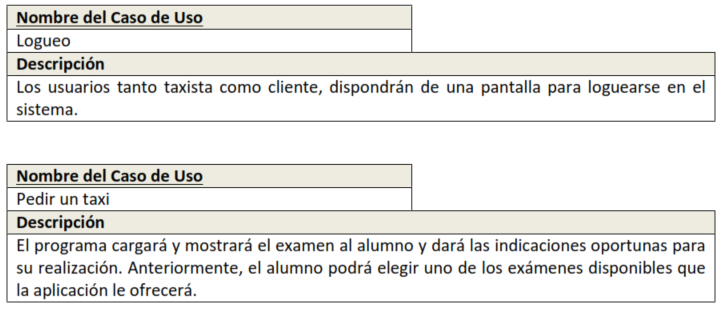 Nombre del Caso de Uso
Logueo
Descripción
Los usuarios tanto taxista como cliente, dispondrán de una pantalla para loguearse en el
sistema.
Nombre del Caso de Uso
Pedir un taxi
Descripción
El programa cargará y mostrará el examen al alumno y dará las indicaciones oportunas para
su realización. Anteriormente, el alumno podrá elegir uno de los exámenes disponibles que
la aplicación le ofrecerá.